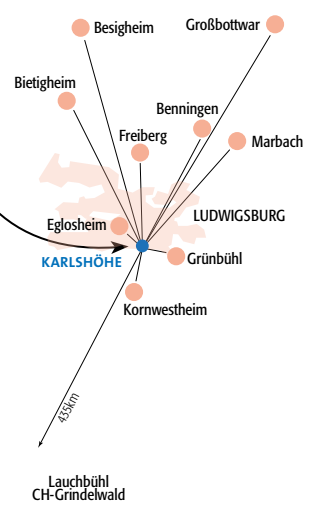 Besigheim
Großbottwar
Bietigheim
Benningen
Freiberg
Marbach
Eglosheim
LUDWIGSBURG
KARLSHÖHE
Grünbühl
Kornwestheim
435km
Lauchbühl
CH-Grindelwald